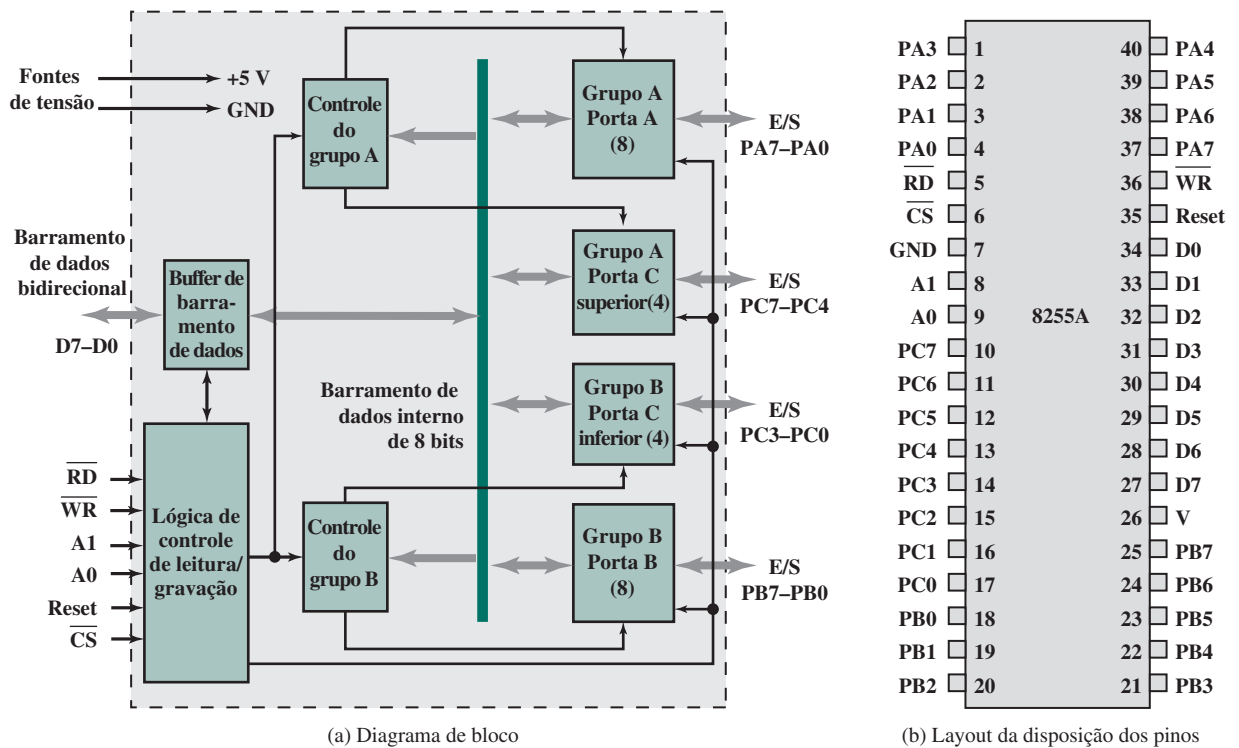 Fontes
de tensão
+5 V
GND
Controle
do
grupo A
Grupo A
Porta A
(8)
E/S
PA7–PA0
Barramento
de dados
bidirecional
D7–D0
Buffer de
barra-
mento
de dados
Grupo A
Porta C
superior(4)
E/S
PC7–PC4
Barramento de
dados interno
de 8 bits
Grupo B
Porta C
inferior (4)
E/S
PC3–PC0
RD
WR
A1
A0
Reset
CS
Lógica de
controle
de leitura/
gravação
Controle
do
grupo B
Grupo B
Porta B
(8)
E/S
PB7–PB0
(a) Diagrama de bloco
PA3 1 40 PA4
PA2 2 39 PA5
PA1 3 38 PA6
PA0 4 37 PA7
RD 5 36 WR
CS 6 35 Reset
GND 7 34 D0
A1 8 33 D1
A0 9 8255A 32 D2
PC7 10 31 D3
PC6 11 30 D4
PC5 12 29 D5
PC4 13 28 D6
PC3 14 27 D7
PC2 15 26 V
PC1 16 25 PB7
PC0 17 24 PB6
PB0 18 23 PB5
PB1 19 22 PB4
PB2 20 21 PB3
(b) Layout da disposição dos pinos